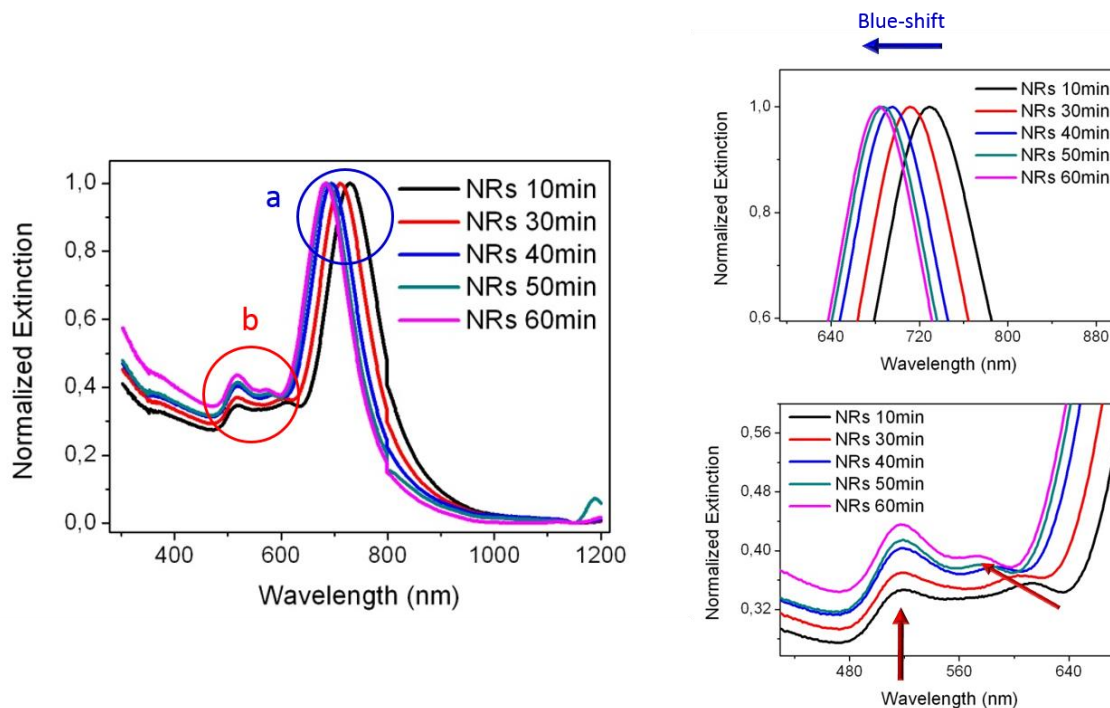 Blue-shift
a
b
NRs 10min
NRs 30min
NRs 40min
NRs 50min
NRs 60min
1,0
0,8
0,6
0,4
0,2
0,0
Normalized Extinction
400 600 800 1000 1200
Wavelength (nm)
NRs 10min
NRs 30min
NRs 40min
NRs 50min
NRs 60min
1,0
0,8
0,6
Normalized Extinction
640 720 800 880
Wavelength (nm)
NRs 10min
NRs 30min
NRs 40min
NRs 50min
NRs 60min
0,56
0,48
0,40
0,32
Normalized Extinction
480 560 640
Wavelength (nm)